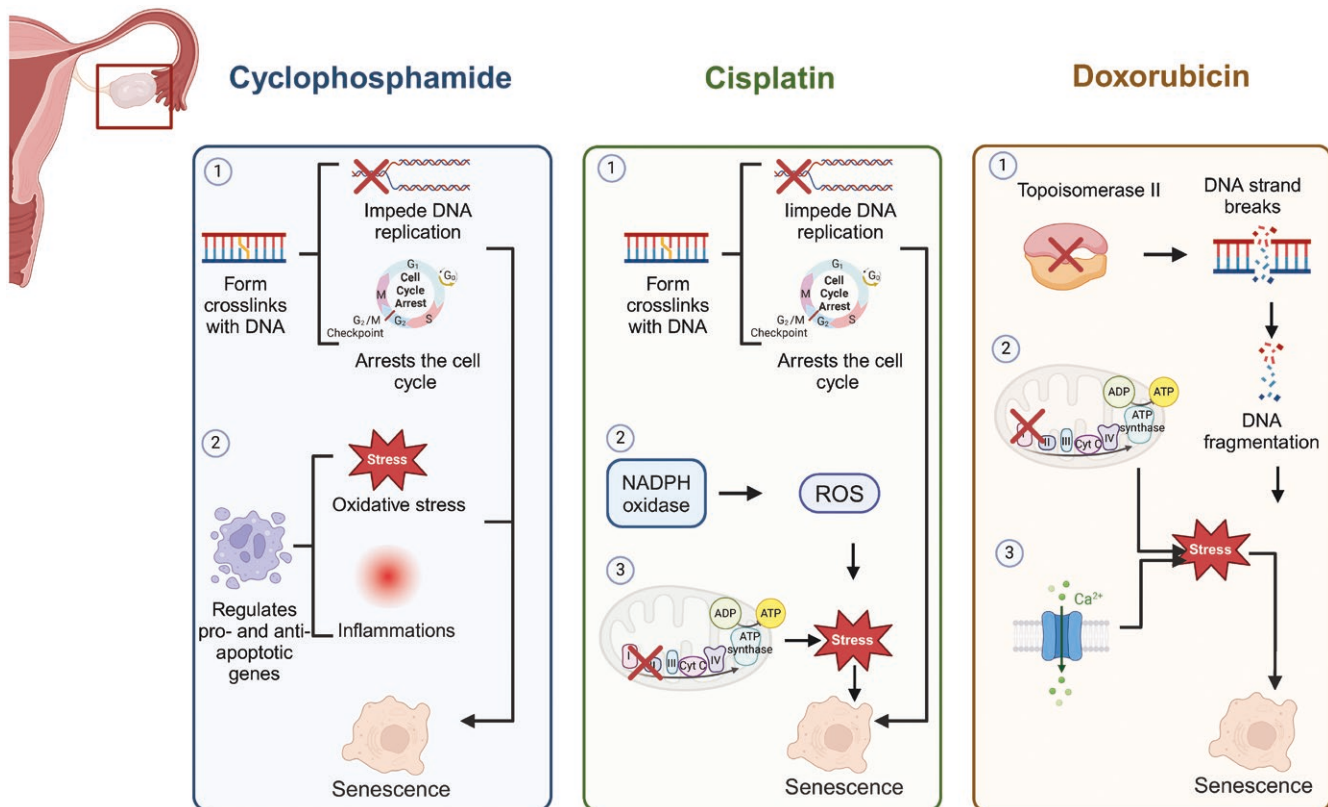 Cyclophosphamide
1
Impede DNA
replication
Form
crosslinks
with DNA
G₁
G₀
Cell
Cycle
Arrest
M
S
G₂
G₂/M
Checkpoint
Arrests the cell
cycle
2
Stress
Oxidative stress
Regulates
pro- and anti-
apoptotic
genes
Inflammations
Senescence
Cisplatin
1
Iimpede DNA
replication
Form
crosslinks
with DNA
G₁
G₀
Cell
Cycle
Arrest
M
S
G₂
G₂/M
Checkpoint
Arrests the cell
cycle
2
NADPH
oxidase
ROS
3
ADP
ATP
ATP
synthase
I
II
III
Cyt C
IV
Stress
Senescence
Doxorubicin
1
Topoisomerase II
DNA strand
breaks
2
ADP
ATP
ATP
synthase
I
II
III
Cyt C
IV
DNA
fragmentation
3
Ca²⁺
Stress
Senescence